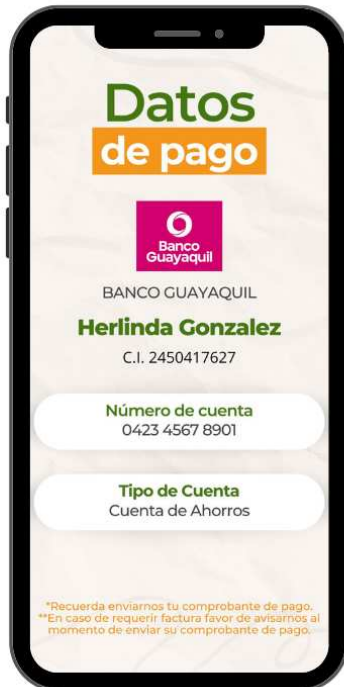 Datos
de pago
Banco
Guayaquil
BANCO GUAYAQUIL
Herlinda Gonzalez
C.I. 2450417627
Número de cuenta
0423 4567 8901
Tipo de Cuenta
Cuenta de Ahorros
*Recuerda enviarnos tu comprobante de pago.
**En caso de requerir factura favor de avisarnos al
momento de enviar su comprobante de pago.